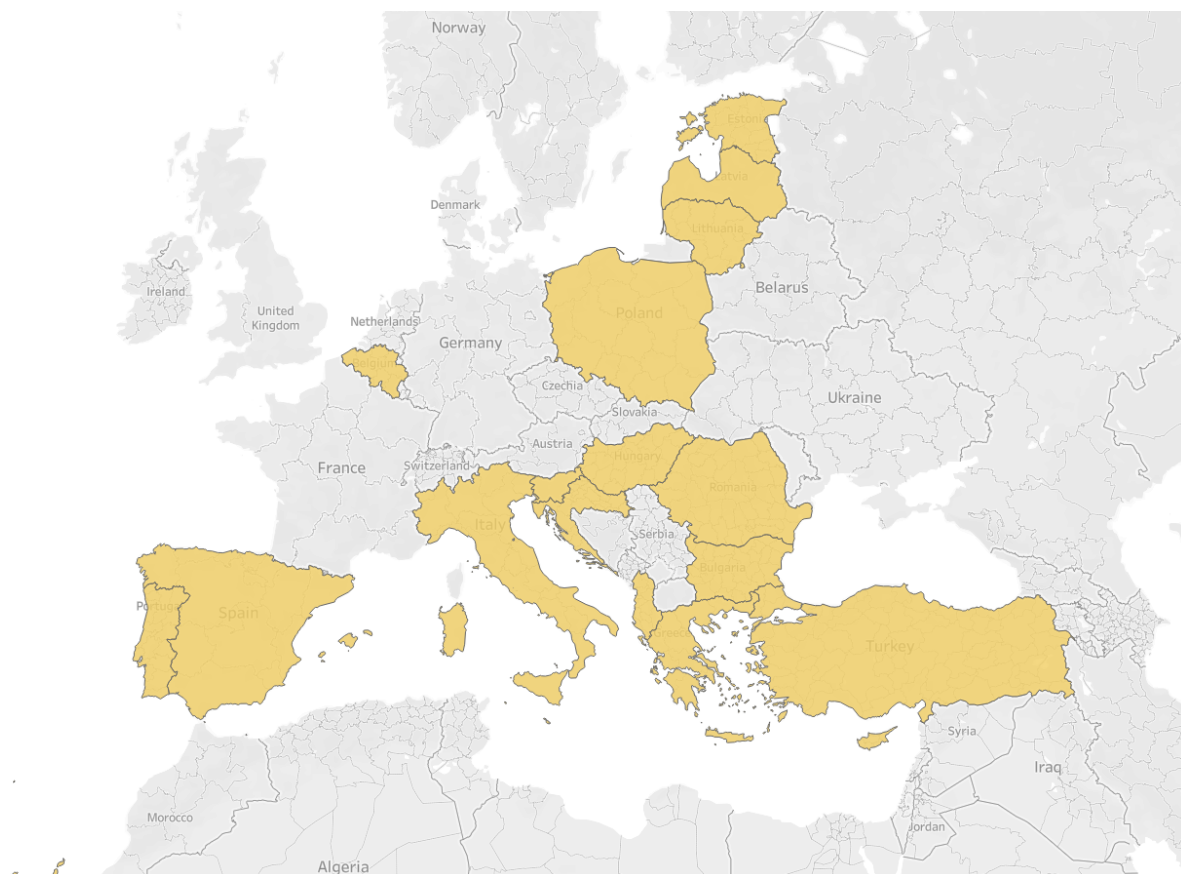 Norway
Estonia
Latvia
Denmark
Lithuania
Ireland
Belarus
United
Kingdom
Poland
Netherlands
Germany
Belgium
Czechia
Ukraine
Slovakia
Austria
Hungary
France
Switzerland
Romania
Italy
Serbia
Bulgaria
Portugal
Spain
Greece
Turkey
Syria
Iraq
Morocco
Jordan
Algeria